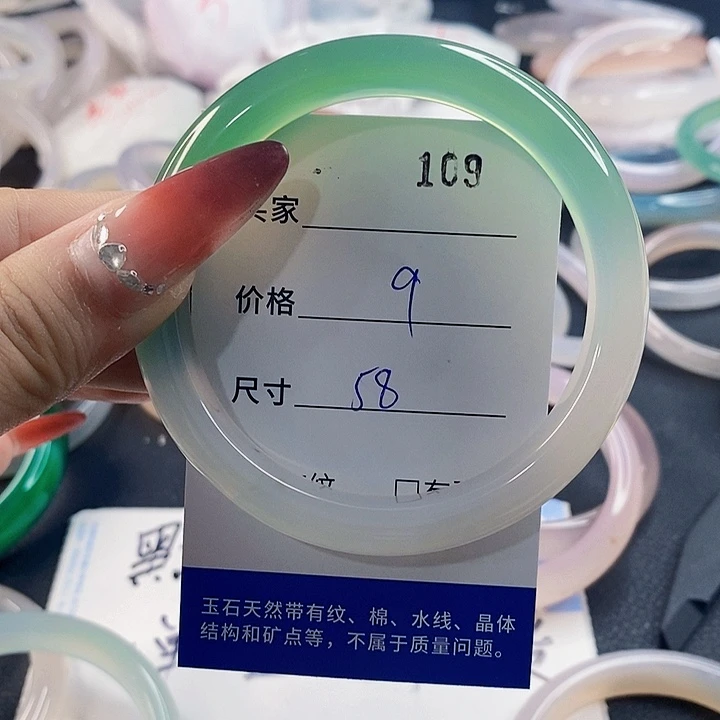 109
家
价格 9
尺寸 58
玉石天然带有纹、棉、水线、晶体
结构和矿点等，不属于质量问题。